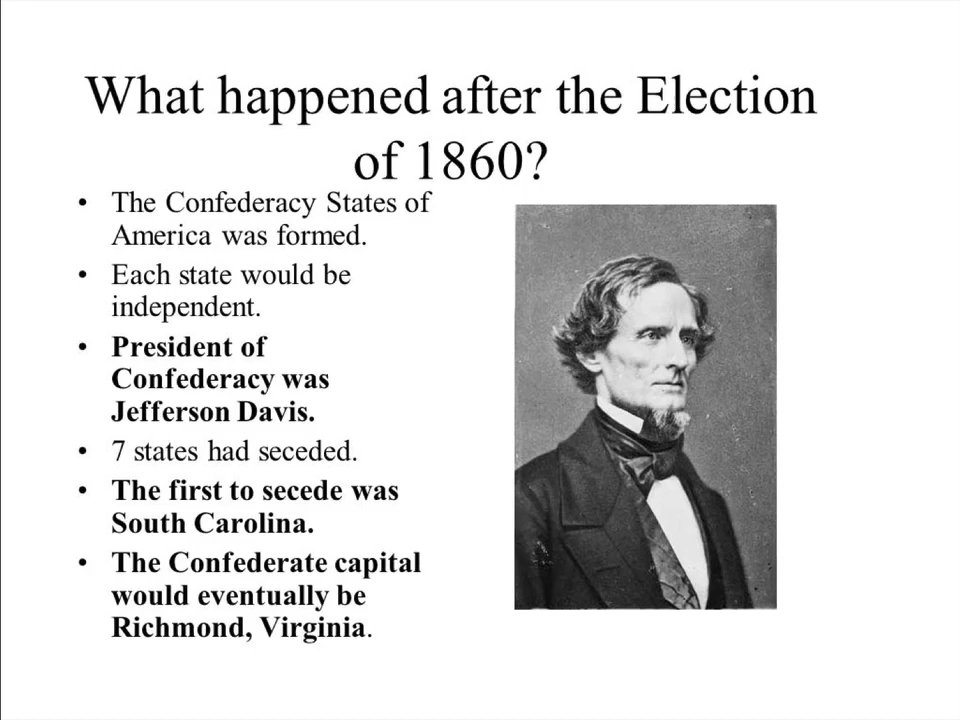 What happened after the Election
of 1860?
• The Confederacy States of
America was formed.
• Each state would be
independent.
• President of
Confederacy was
Jefferson Davis.
• 7 states had seceded.
• The first to secede was
South Carolina.
• The Confederate capital
would eventually be
Richmond, Virginia.